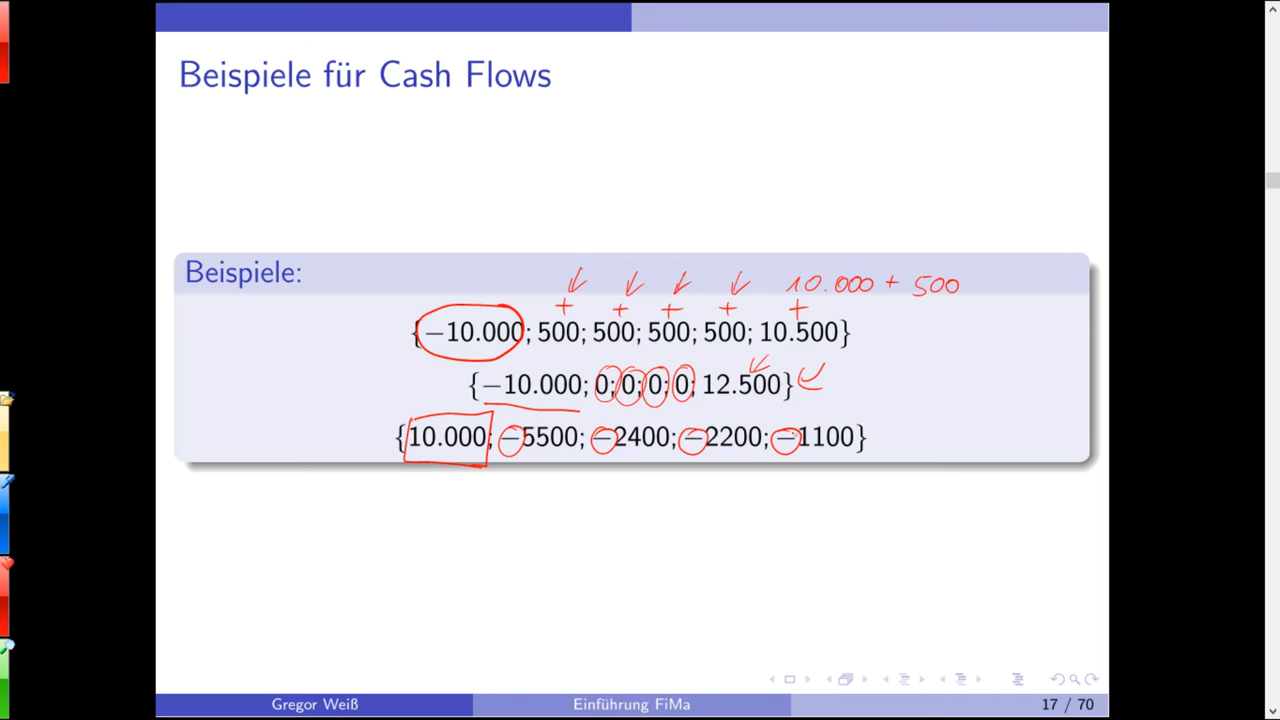 Beispiele für Cash Flows
Beispiele:
10.000 + 500
+ + + + +
{−10.000; 500; 500; 500; 500; 10.500}
{−10.000; 0; 0; 0; 0; 12.500}
{10.000; −5500; −2400; −2200; −1100}
Gregor Weiß Einführung FiMa 17 / 70